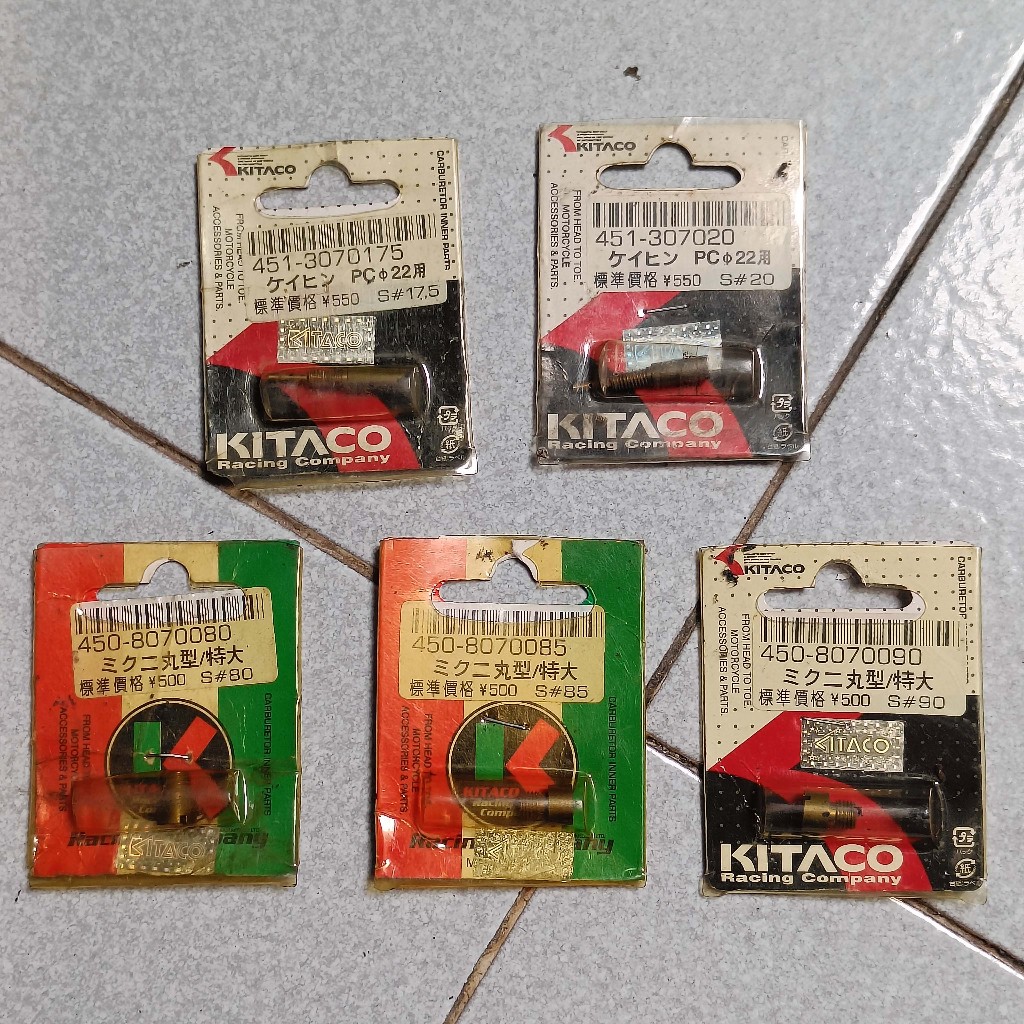 KITACO
CARBURETOR INNER PARTS
FROM HEAD TO TOE.
MOTORCYCLE
ACCESSORIES & PARTS.
451-3070175
ケイヒン PCφ22用
標準價格 ¥550 S#17,5
KITACO
KITACO
Racing Company
KITACO
FROM HEAD TO TOE.
MOTORCYCLE
ACCESSORIES & PARTS.
451-307020
ケイヒン PCφ22用
標準價格 ¥550 S#20
KITACO
Racing Company
紙
450-8070080
ミクニ丸型/特大
標準價格 ¥500 S#80
FROM HEAD TO TOE
MOTORCYCLE
ACCESSORIES & PARTS
CARBURETOR INNER PARTS
KITACO
450-8070085
ミクニ丸型/特大
標準價格 ¥500 S#85
FROM HEAD TO TOE
MOTORCYCLE
ACCESSORIES & PARTS
CARBURETOR INNER PARTS
KITACO
Racing
KITACO
CARBURETOR
FROM HEAD TO TOE.
MOTORCYCLE
ACCESSORIES & PARTS.
450-8070090
ミクニ丸型/特大
標準價格 ¥500 S#90
KITACO
KITACO
Racing Company
紙